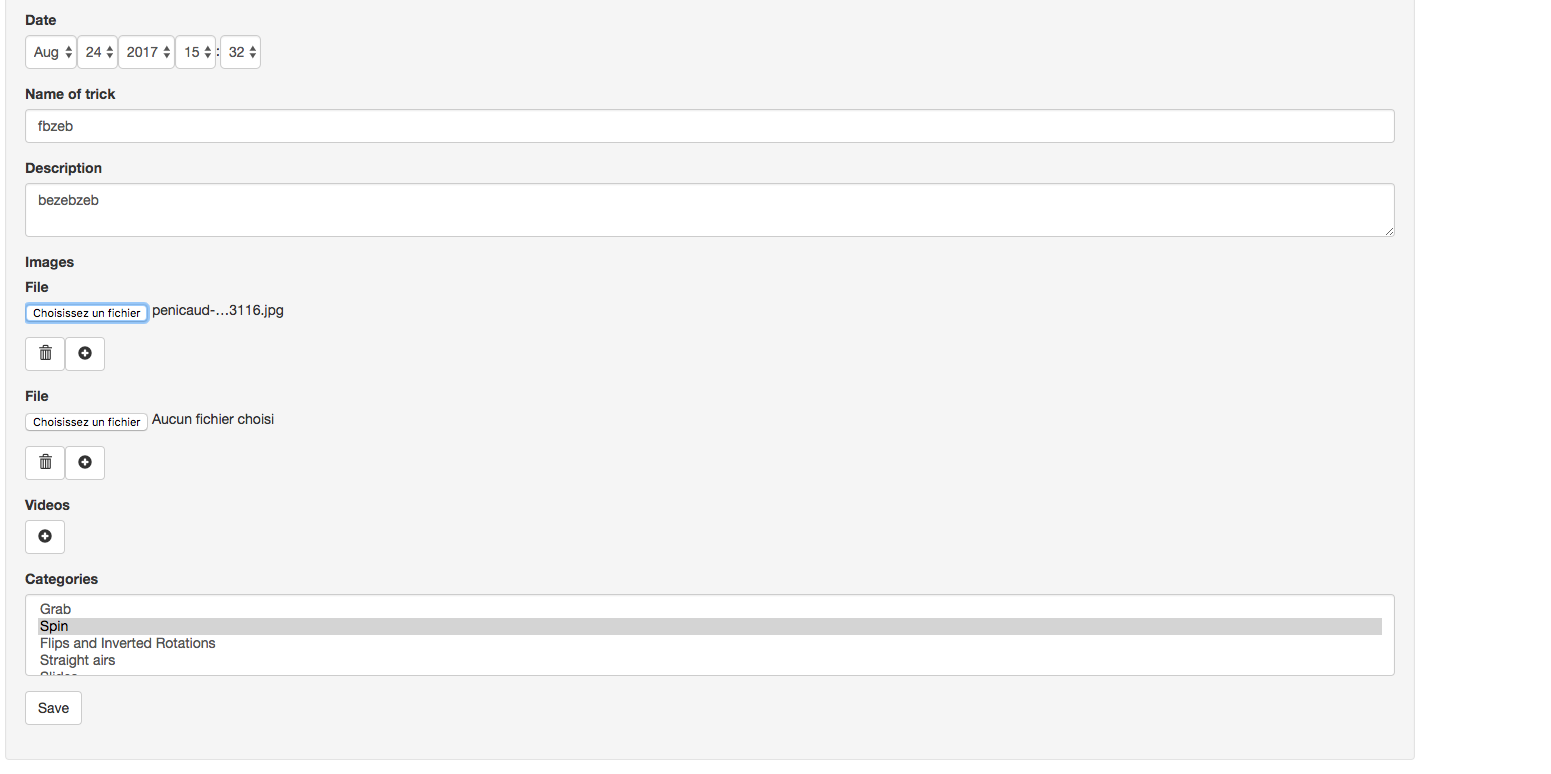 Date
Aug 24 2017 15 : 32
Name of trick
fbzeb
Description
bezebzeb
Images
File
Choisissez un fichier penicaud-...3116.jpg
File
Choisissez un fichier Aucun fichier choisi
Videos
Categories
Grab
Spin
Flips and Inverted Rotations
Straight airs
Save